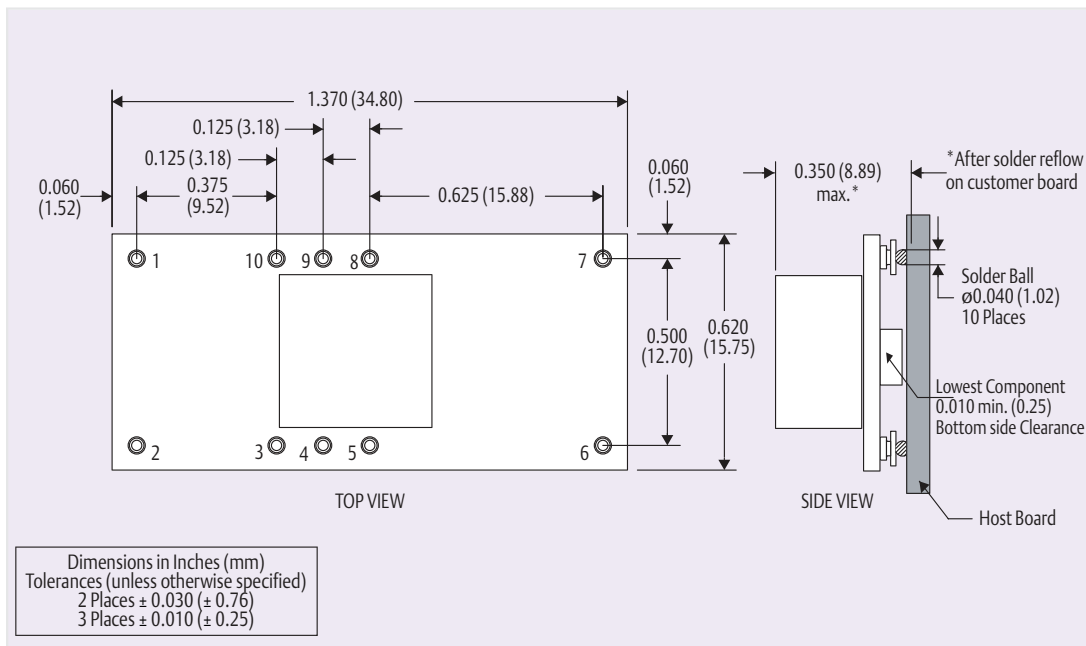 1.370 (34.80)
0.125 (3.18)
0.125 (3.18)
0.060
(1.52)
0.375
(9.52)
0.625 (15.88)
0.060
(1.52)
0.350 (8.89)
max.*
*After solder reflow
on customer board
1
10
9
8
7
0.500
(12.70)
0.620
(15.75)
Solder Ball
ø0.040 (1.02)
10 Places
Lowest Component
0.010 min. (0.25)
Bottom side Clearance
2
3
4
5
6
TOP VIEW
SIDE VIEW
Host Board
Dimensions in Inches (mm)
Tolerances (unless otherwise specified)
2 Places ± 0.030 (± 0.76)
3 Places ± 0.010 (± 0.25)